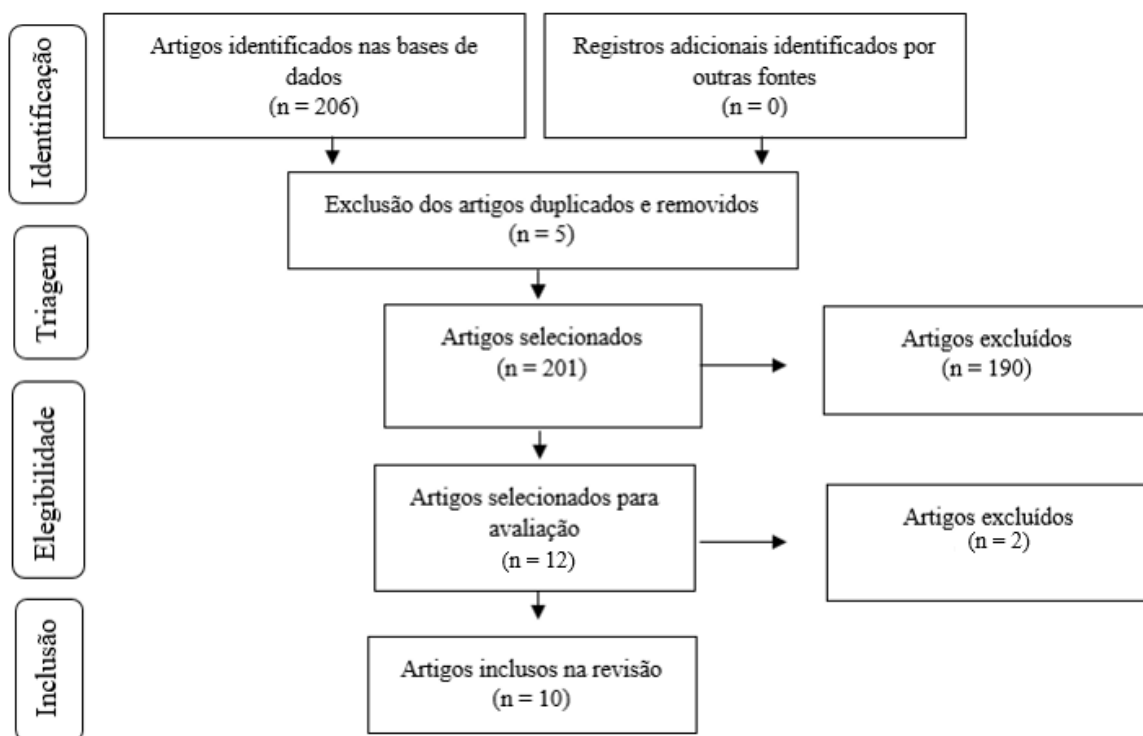 Identificação
Artigos identificados nas bases de
dados
(n = 206)
Registros adicionais identificados por
outras fontes
(n = 0)
Exclusão dos artigos duplicados e removidos
(n = 5)
Triagem
Artigos selecionados
(n = 201)
Artigos excluídos
(n = 190)
Elegibilidade
Artigos selecionados para
avaliação
(n = 12)
Artigos excluídos
(n = 2)
Inclusão
Artigos inclusos na revisão
(n = 10)